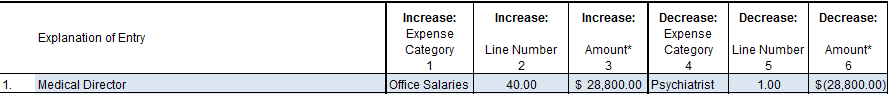 Increase: Increase: Increase: Decrease: Decrease: Decrease:
Explanation of Entry Expense Expense
Category Line Number Amount* Category Line Number Amount*
1 2 3 4 5 6
1. Medical Director Office Salaries 40.00 $ 28,800.00 Psychiatrist 1.00 $(28,800.00)